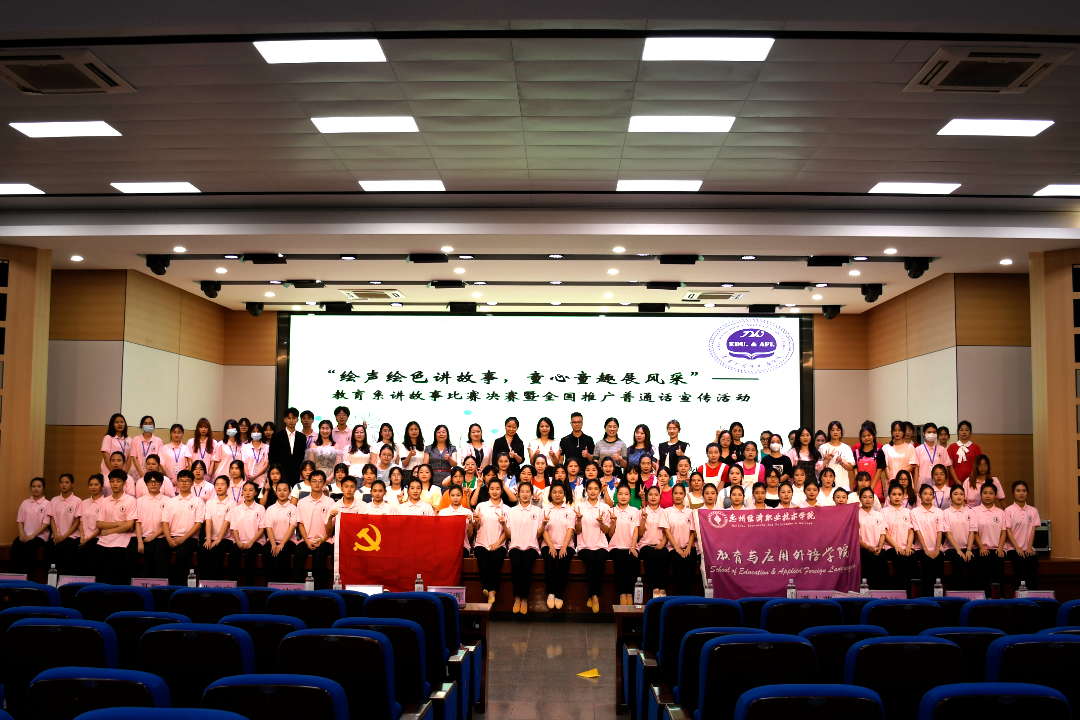 EDU. & AFL
“绘声绘色讲故事，童心童趣展风采”——
教育系讲故事比赛决赛暨全国推广普通话宣传活动
惠州经济职业技术学院
教育与应用外语学院
School of Education & Applied Foreign Languages